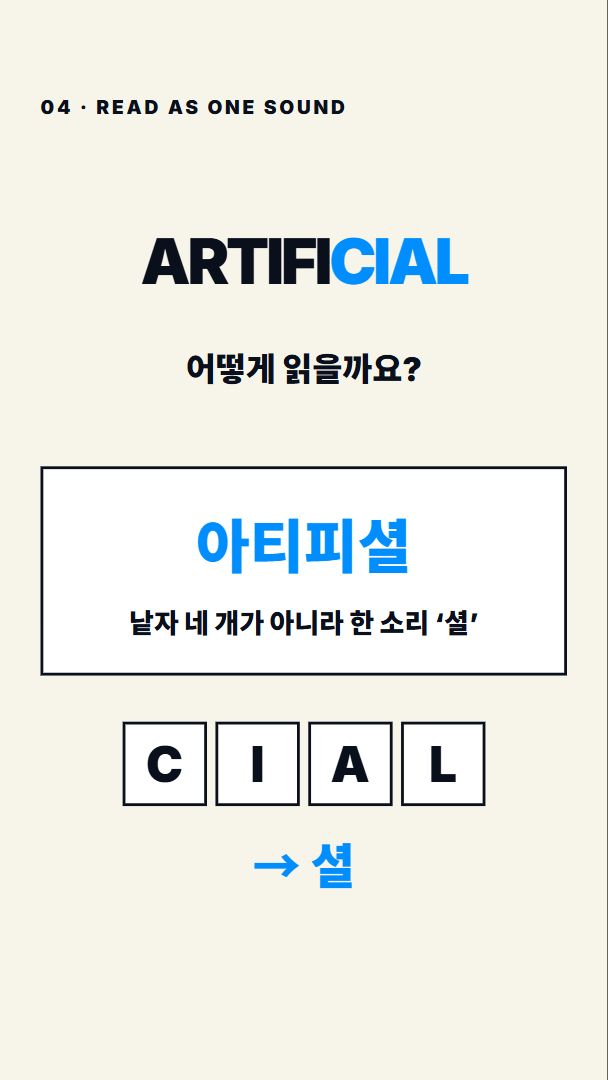 04 · READ AS ONE SOUND
ARTIFICIAL
어떻게 읽을까요?
아티피셜
낱자 네 개가 아니라 한 소리 ‘셜’
C I A L
→ 셜